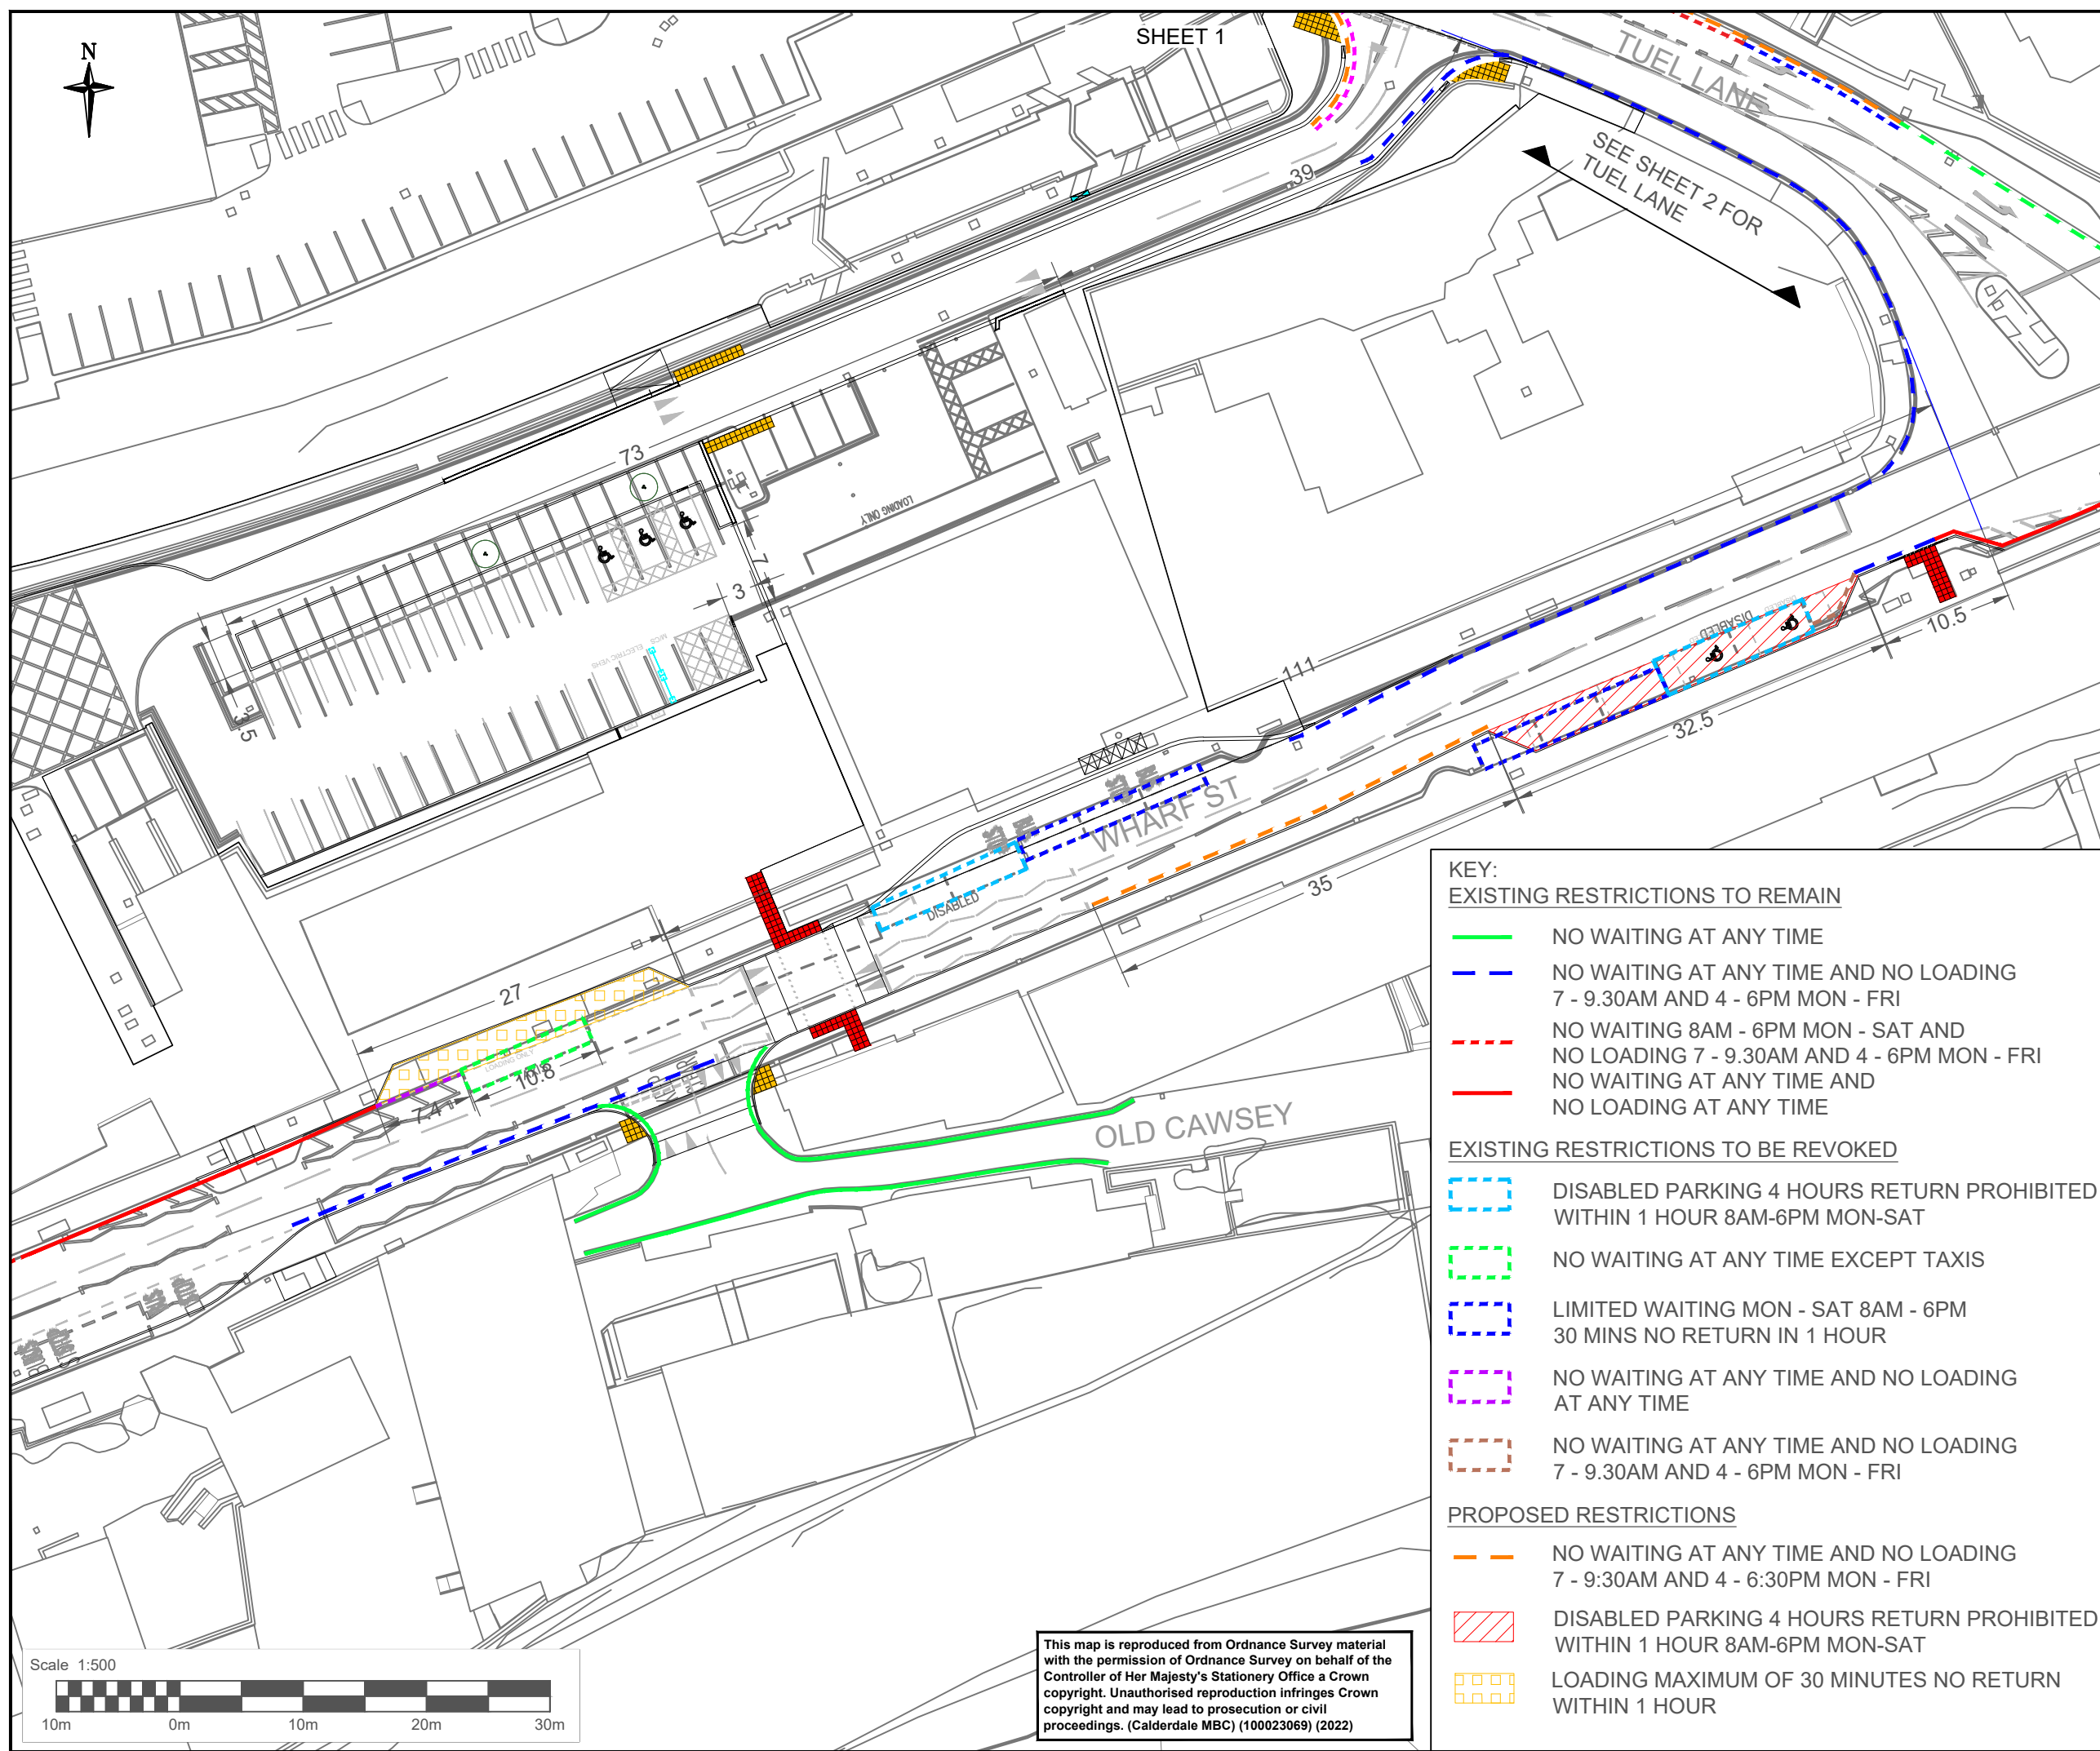 N
SHEET 1
TUEL LANE
SEE SHEET 2 FOR
TUEL LANE
39
73
LOADING ONLY
7
3
MCS
ELECTRIC VEHS
3.5
111
DISABLED
10.5
32.5
WHARF ST
DISABLED
35
27
LOADING ONLY
10.8
7.41
OLD CAWSEY
KEY:
EXISTING RESTRICTIONS TO REMAIN
NO WAITING AT ANY TIME
NO WAITING AT ANY TIME AND NO LOADING
7 - 9.30AM AND 4 - 6PM MON - FRI
NO WAITING 8AM - 6PM MON - SAT AND
NO LOADING 7 - 9.30AM AND 4 - 6PM MON - FRI
NO WAITING AT ANY TIME AND
NO LOADING AT ANY TIME
EXISTING RESTRICTIONS TO BE REVOKED
DISABLED PARKING 4 HOURS RETURN PROHIBITED
WITHIN 1 HOUR 8AM-6PM MON-SAT
NO WAITING AT ANY TIME EXCEPT TAXIS
LIMITED WAITING MON - SAT 8AM - 6PM
30 MINS NO RETURN IN 1 HOUR
NO WAITING AT ANY TIME AND NO LOADING
AT ANY TIME
NO WAITING AT ANY TIME AND NO LOADING
7 - 9.30AM AND 4 - 6PM MON - FRI
PROPOSED RESTRICTIONS
NO WAITING AT ANY TIME AND NO LOADING
7 - 9:30AM AND 4 - 6:30PM MON - FRI
DISABLED PARKING 4 HOURS RETURN PROHIBITED
WITHIN 1 HOUR 8AM-6PM MON-SAT
LOADING MAXIMUM OF 30 MINUTES NO RETURN
WITHIN 1 HOUR
Scale 1:500
10m 0m 10m 20m 30m
This map is reproduced from Ordnance Survey material
with the permission of Ordnance Survey on behalf of the
Controller of Her Majesty's Stationery Office a Crown
copyright. Unauthorised reproduction infringes Crown
copyright and may lead to prosecution or civil
proceedings. (Calderdale MBC) (100023069) (2022)